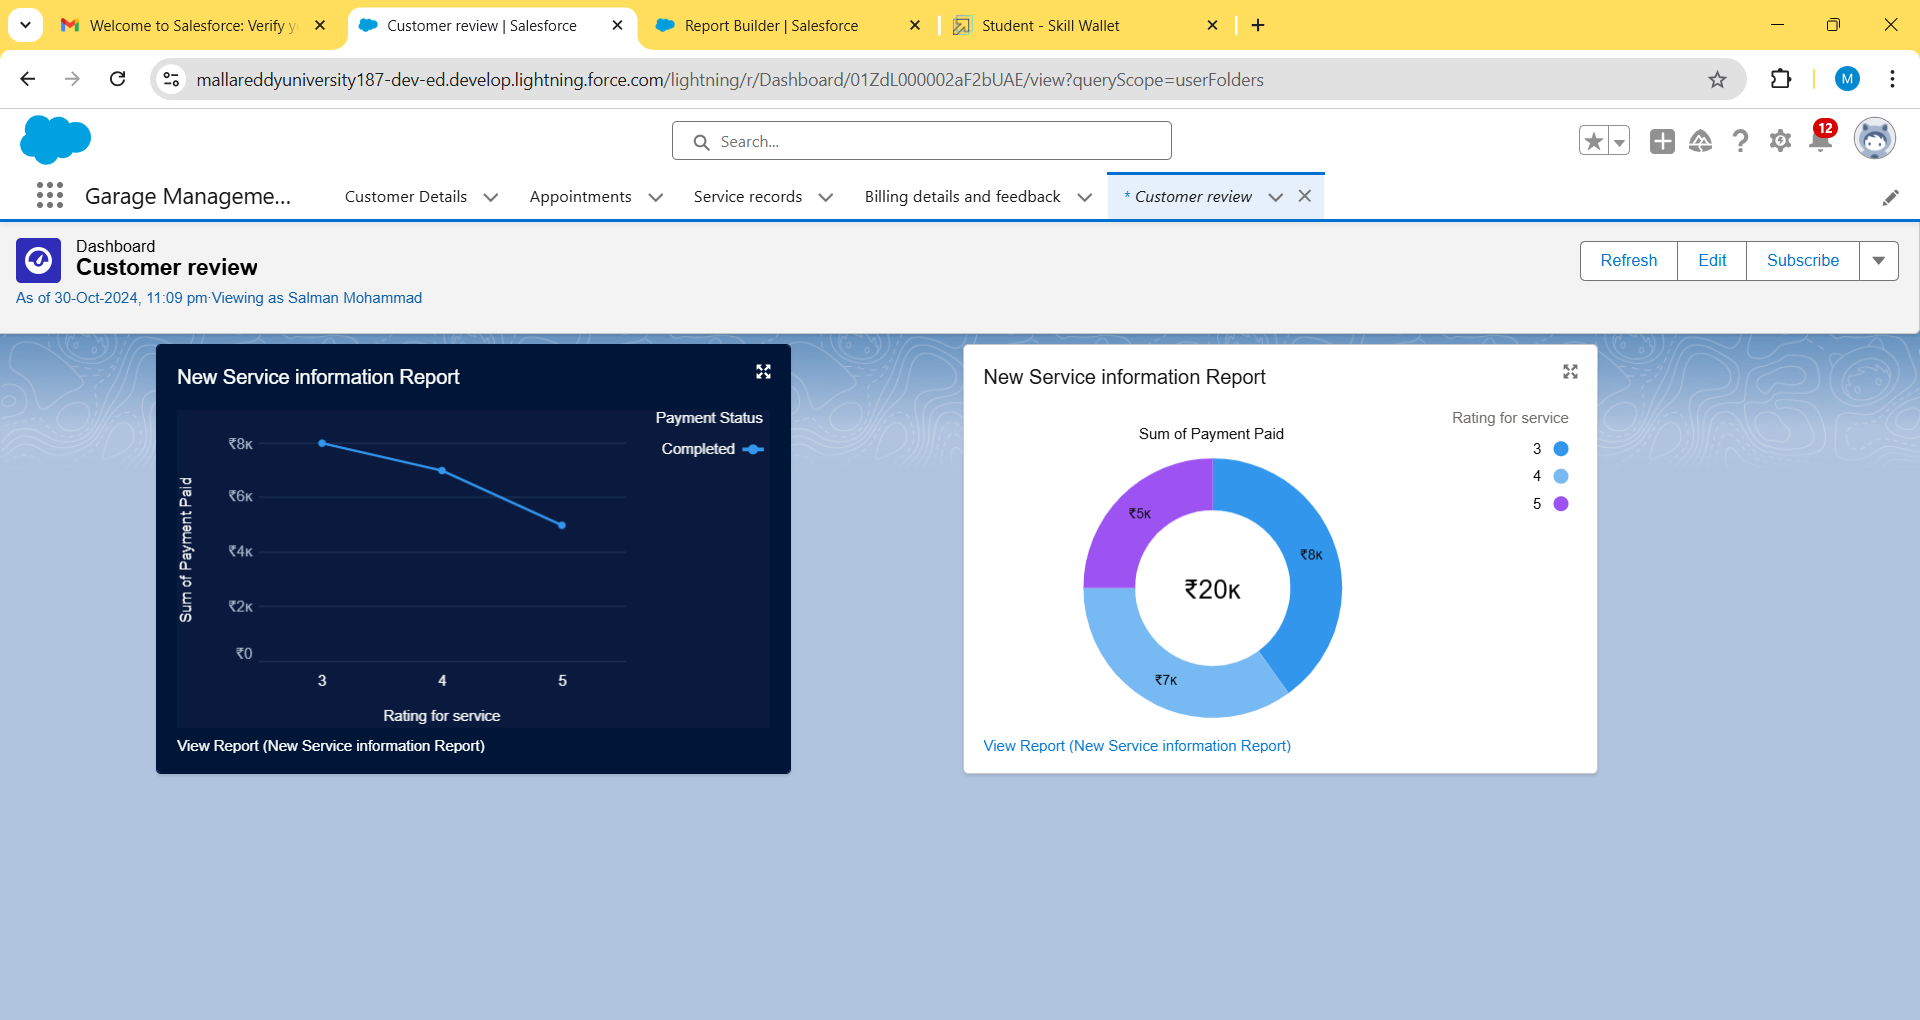 Welcome to Salesforce: Verify y
Customer review | Salesforce
Report Builder | Salesforce
Student - Skill Wallet
mallareddyuniversity187-dev-ed.develop.lightning.force.com/lightning/r/Dashboard/01ZdL000002aF2bUAE/view?queryScope=userFolders
M
Search...
12
Garage Manageme...
Customer Details
Appointments
Service records
Billing details and feedback
* Customer review
Dashboard
Customer review
As of 30-Oct-2024, 11:09 pm·Viewing as Salman Mohammad
Refresh
Edit
Subscribe
New Service information Report
Payment Status
Completed
Sum of Payment Paid
₹8K
₹6K
₹4K
₹2K
₹0
3
4
5
Rating for service
View Report (New Service information Report)
New Service information Report
Rating for service
3
4
5
Sum of Payment Paid
₹5K
₹8K
₹20K
₹7K
View Report (New Service information Report)